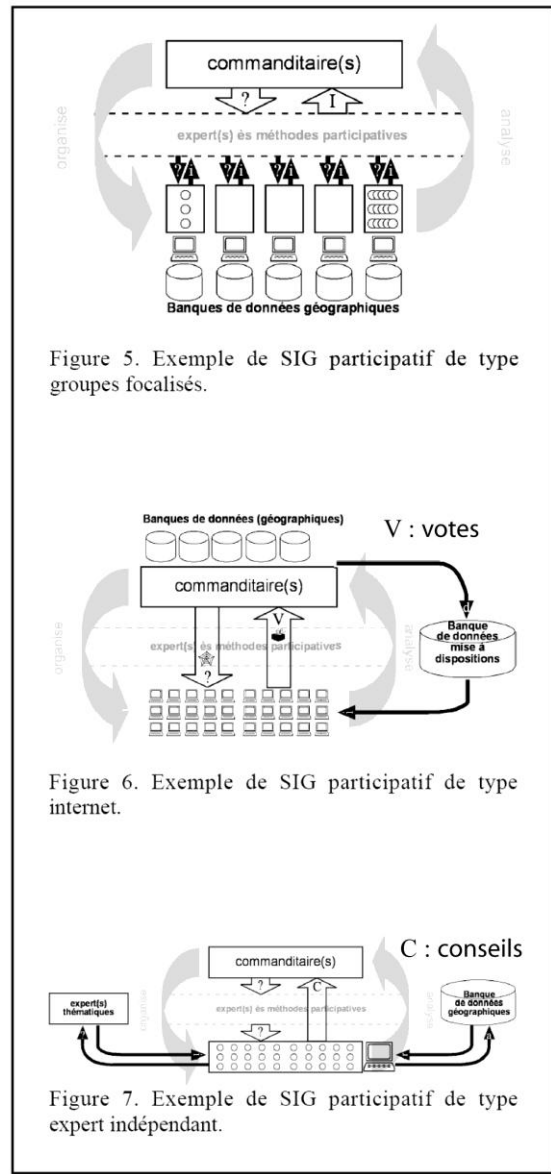 commanditaire(s)
? I
expert(s) ès méthodes participatives
organise
analyse
? i ? i ? i ? i ? i
Banques de données géographiques
Figure 5. Exemple de SIG participatif de type
groupes focalisés.
Banques de données (géographiques)
V : votes
commanditaire(s)
V
d
organise
expert(s) ès méthodes participatives
analyse
?
Banque
de données
mise à
dispositions
Figure 6. Exemple de SIG participatif de type
internet.
C : conseils
commanditaire(s)
? C
expert(s)
thématiques
organise
expert(s) ès méthodes participatives
analyse
Banque
de données
géographiques
?
Figure 7. Exemple de SIG participatif de type
expert indépendant.